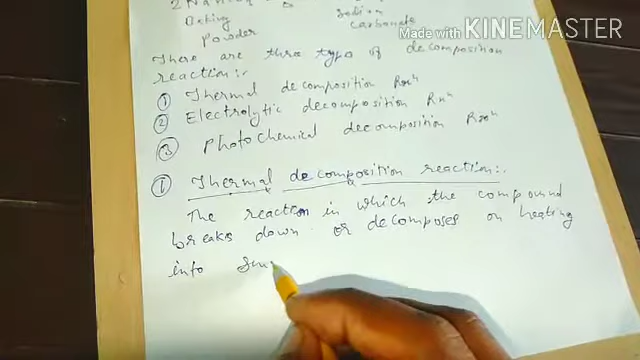 Made with KINEMASTER
Baking
Powder
Sodium
carbonate
There are three type of decomposition
reaction:-
① Thermal decomposition Rxⁿ
② Electrolytic decomposition Rxⁿ
③ Photochemical decomposition Rxⁿ
① Thermal decomposition reaction:-
The reaction in which the compound
breaks down or decomposes on heating
into